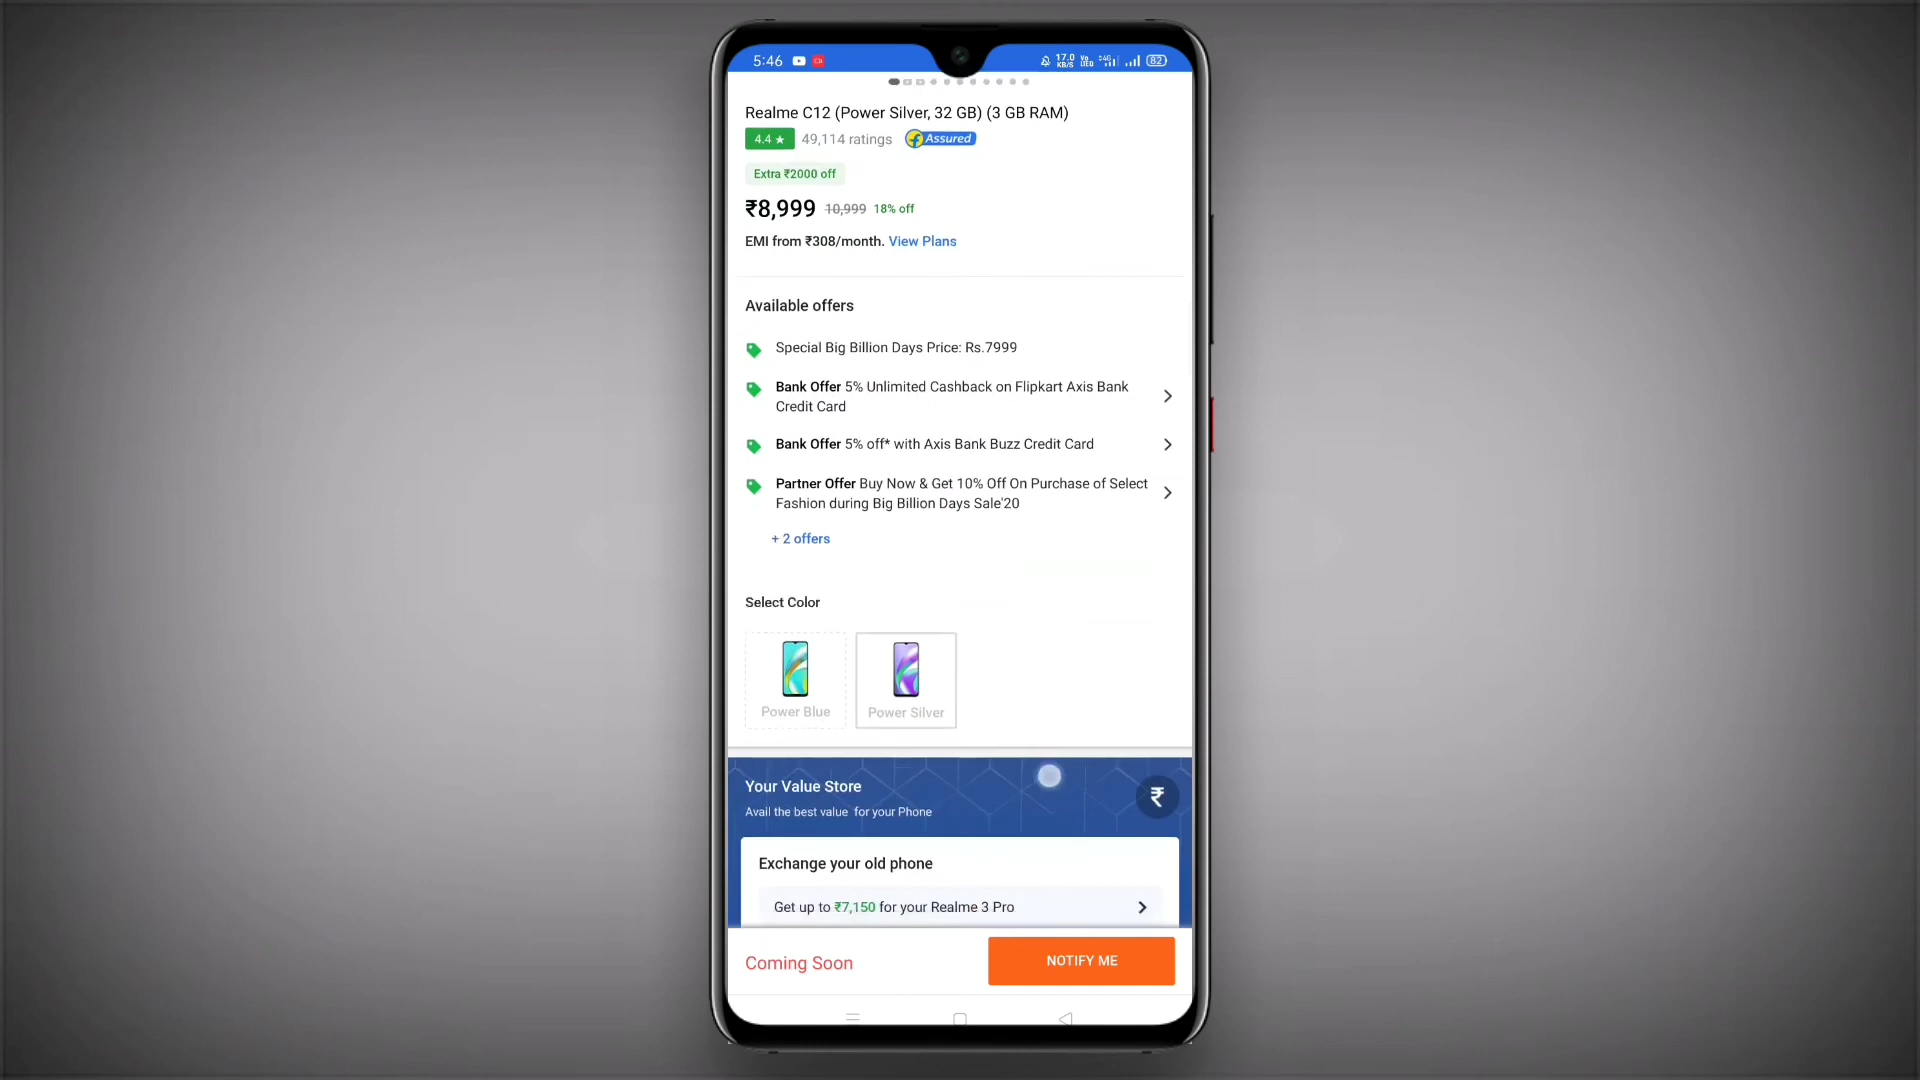 5:46
17.0 KB/S
82
Realme C12 (Power Silver, 32 GB) (3 GB RAM)
4.4 ★ 49,114 ratings f Assured
Extra ₹2000 off
₹8,999 10,999 18% off
EMI from ₹308/month. View Plans
Available offers
Special Big Billion Days Price: Rs.7999
Bank Offer 5% Unlimited Cashback on Flipkart Axis Bank
Credit Card
Bank Offer 5% off* with Axis Bank Buzz Credit Card
Partner Offer Buy Now & Get 10% Off On Purchase of Select
Fashion during Big Billion Days Sale'20
+ 2 offers
Select Color
Power Blue
Power Silver
Your Value Store
₹
Avail the best value for your Phone
Exchange your old phone
Get up to ₹7,150 for your Realme 3 Pro
Coming Soon
NOTIFY ME